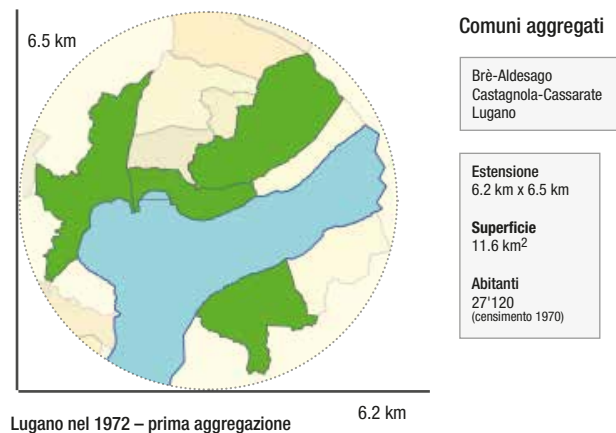 6.5 km
6.2 km
Lugano nel 1972 – prima aggregazione
Comuni aggregati
Brè-Aldesago
Castagnola-Cassarate
Lugano
Estensione
6.2 km x 6.5 km
Superficie
11.6 km²
Abitanti
27'120
(censimento 1970)